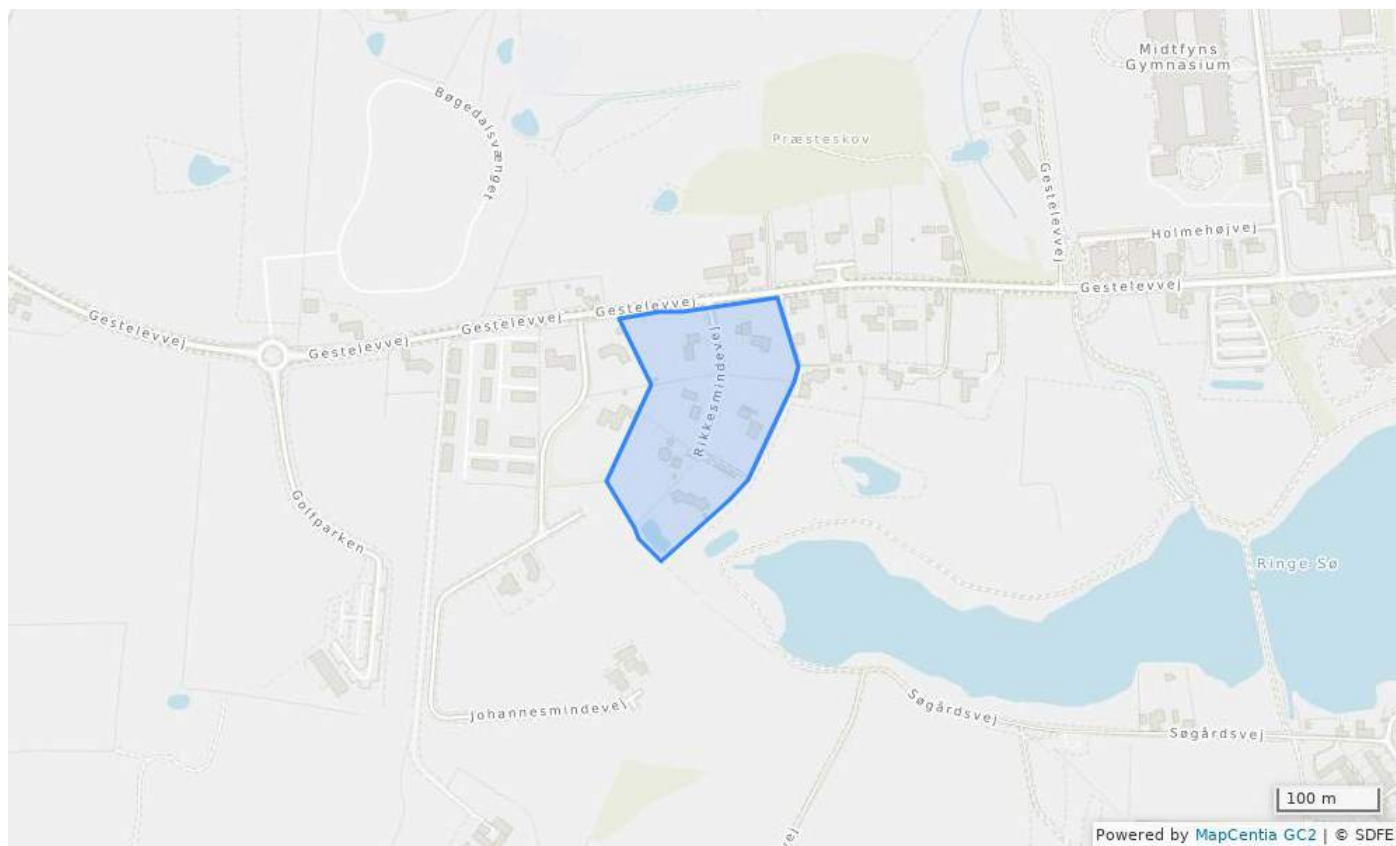 Midtfyns
Gymnasium
Bøgedalsvænget
Præsteskov
Gestelevvej
Holmehøjvej
Gestelevvej
Gestelevvej
Gestelevvej
Gestelevvej
Gestelevvej
Rikkesmindevej
Golfparken
Ringe Sø
Søgårdsvej
Johannesmindevej
Søgårdsvej
100 m
Powered by MapCentia GC2 | © SDFE